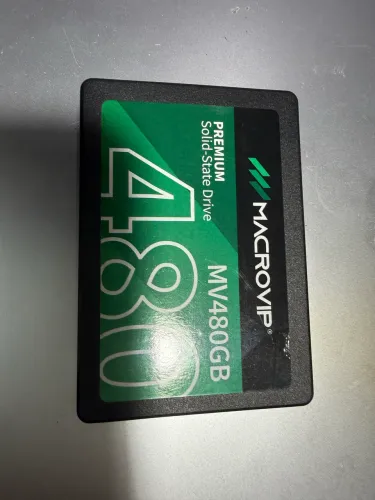 MACROVIP®
PREMIUM
Solid-State Drive
MV480GB
480